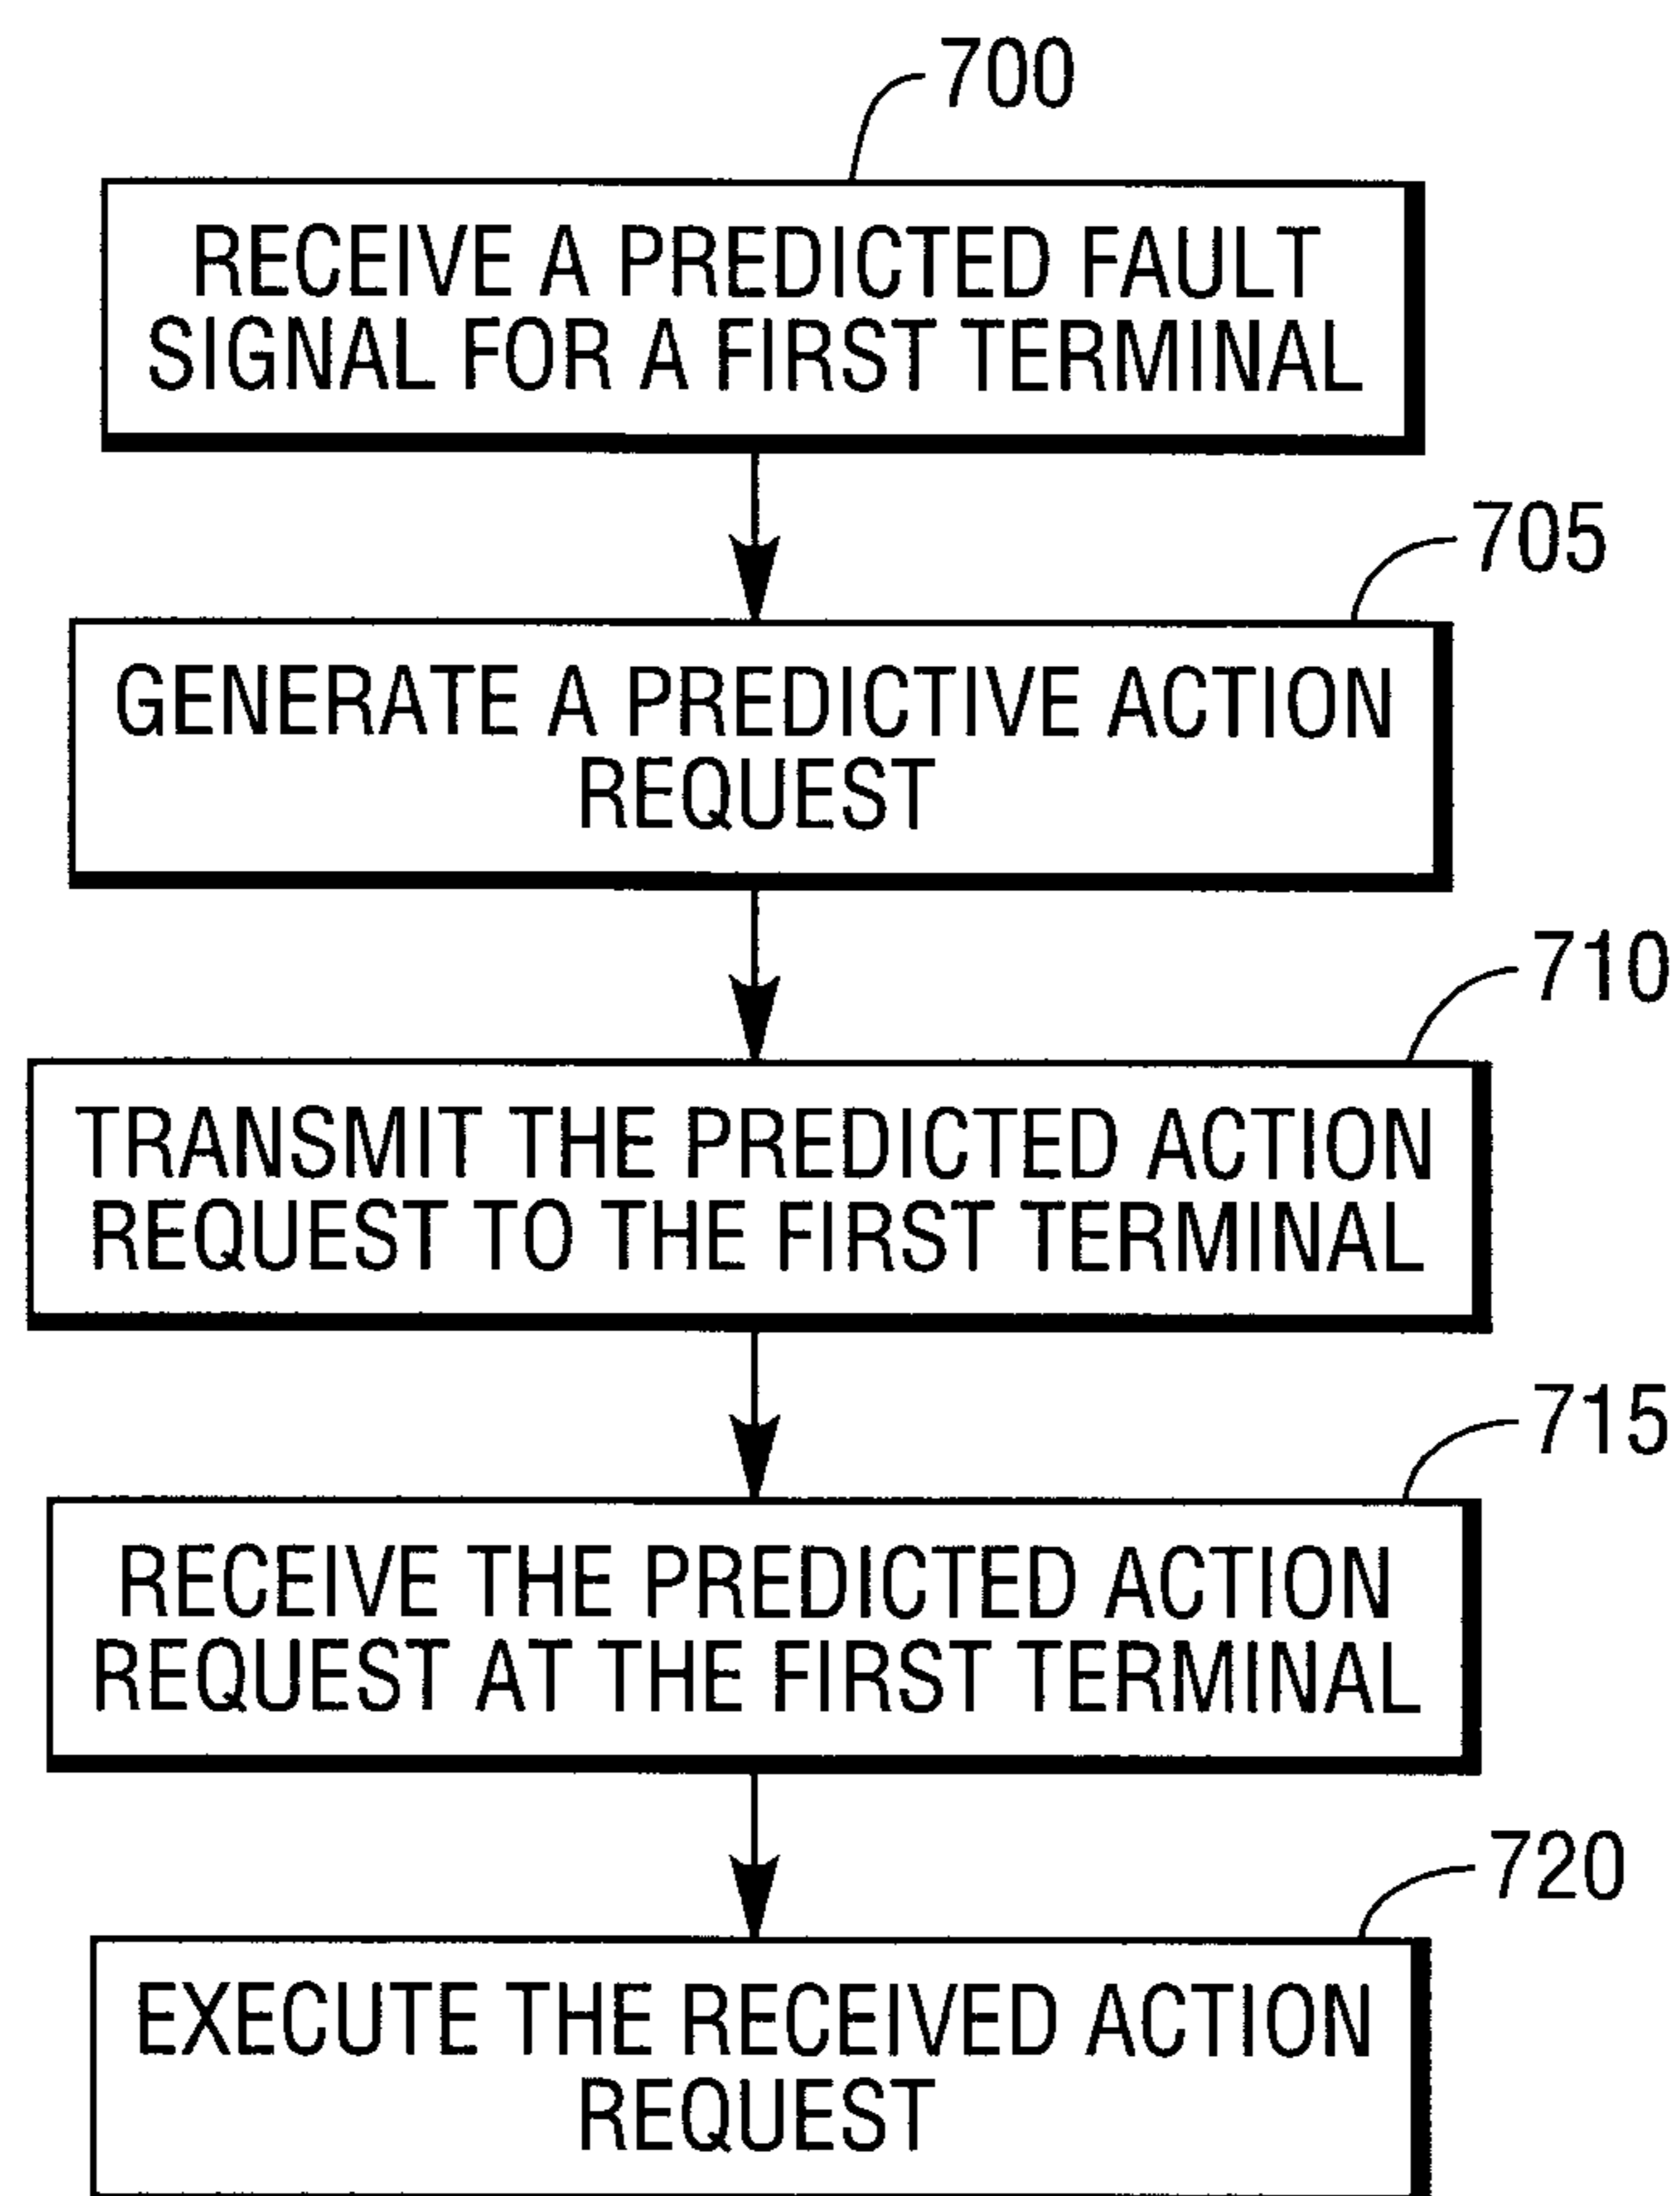 700
RECEIVE A PREDICTED FAULT
SIGNAL FOR A FIRST TERMINAL
705
GENERATE A PREDICTIVE ACTION
REQUEST
710
TRANSMIT THE PREDICTED ACTION
REQUEST TO THE FIRST TERMINAL
715
RECEIVE THE PREDICTED ACTION
REQUEST AT THE FIRST TERMINAL
720
EXECUTE THE RECEIVED ACTION
REQUEST